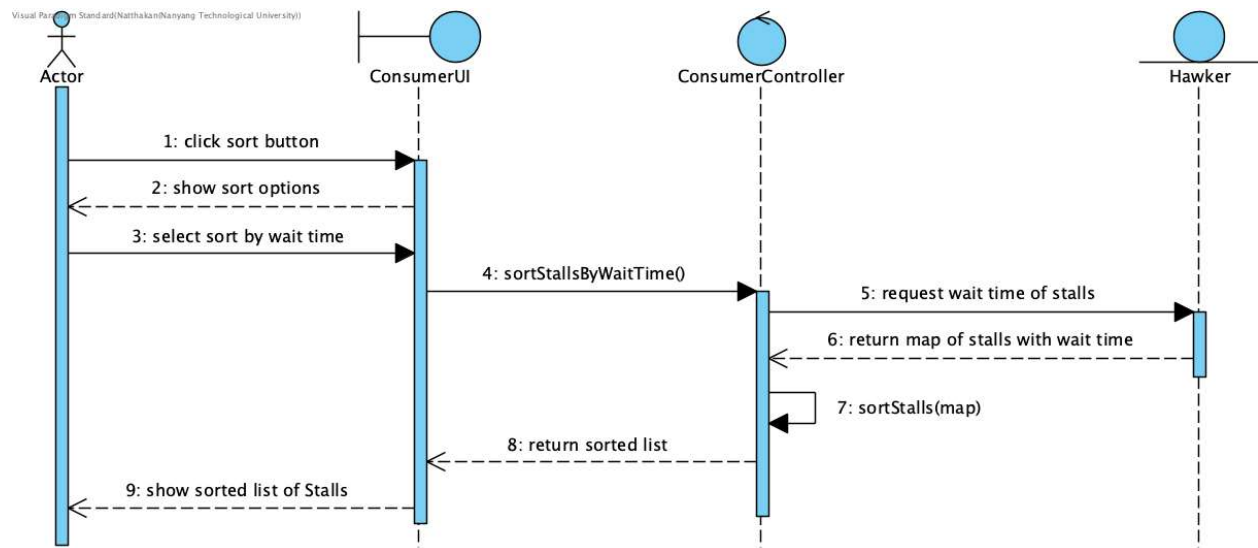 Visual Paradigm Standard(Natthakan(Nanyang Technological University))
Actor
ConsumerUI
ConsumerController
Hawker
1: click sort button
2: show sort options
3: select sort by wait time
4: sortStallsByWaitTime()
5: request wait time of stalls
6: return map of stalls with wait time
7: sortStalls(map)
8: return sorted list
9: show sorted list of Stalls